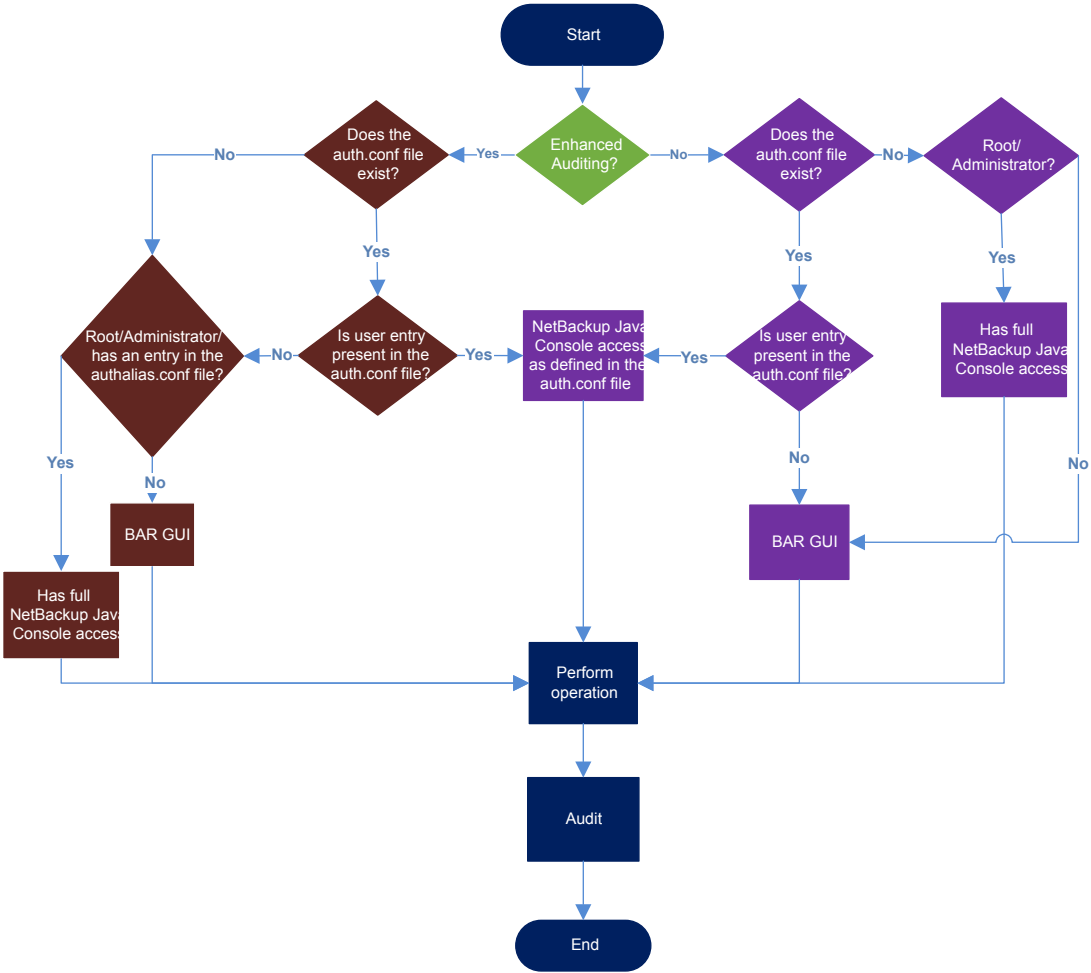 Start
Enhanced
Auditing?
Yes
No
Does the
auth.conf file
exist?
No
Yes
Does the
auth.conf file
exist?
No
Yes
Root/
Administrator?
Yes
No
Root/Administrator/
has an entry in the
authalias.conf file?
No
Is user entry
present in the
auth.conf file?
Yes
NetBackup Java
Console access
as defined in the
auth.conf file
Yes
Is user entry
present in the
auth.conf file?
Has full
NetBackup Java
Console access
Yes
No
No
BAR GUI
BAR GUI
Has full
NetBackup Java
Console access
Perform
operation
Audit
End